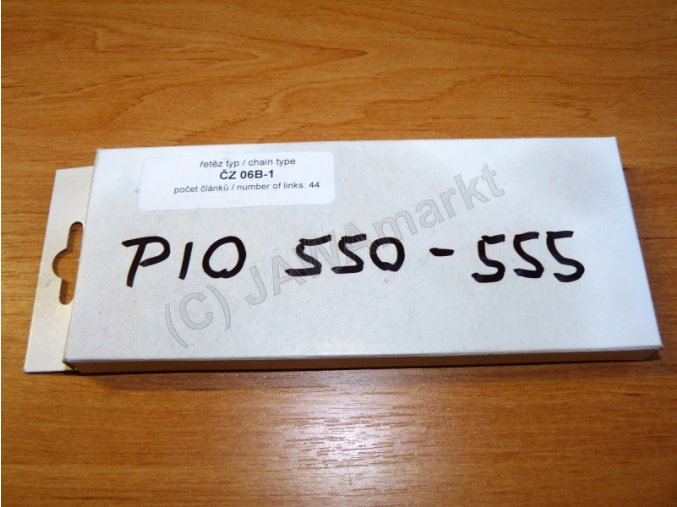 řetěz typ / chain type
ČZ 06B-1
počet článků / number of links: 44
PIO 550-555
(C) JAWAmarkt